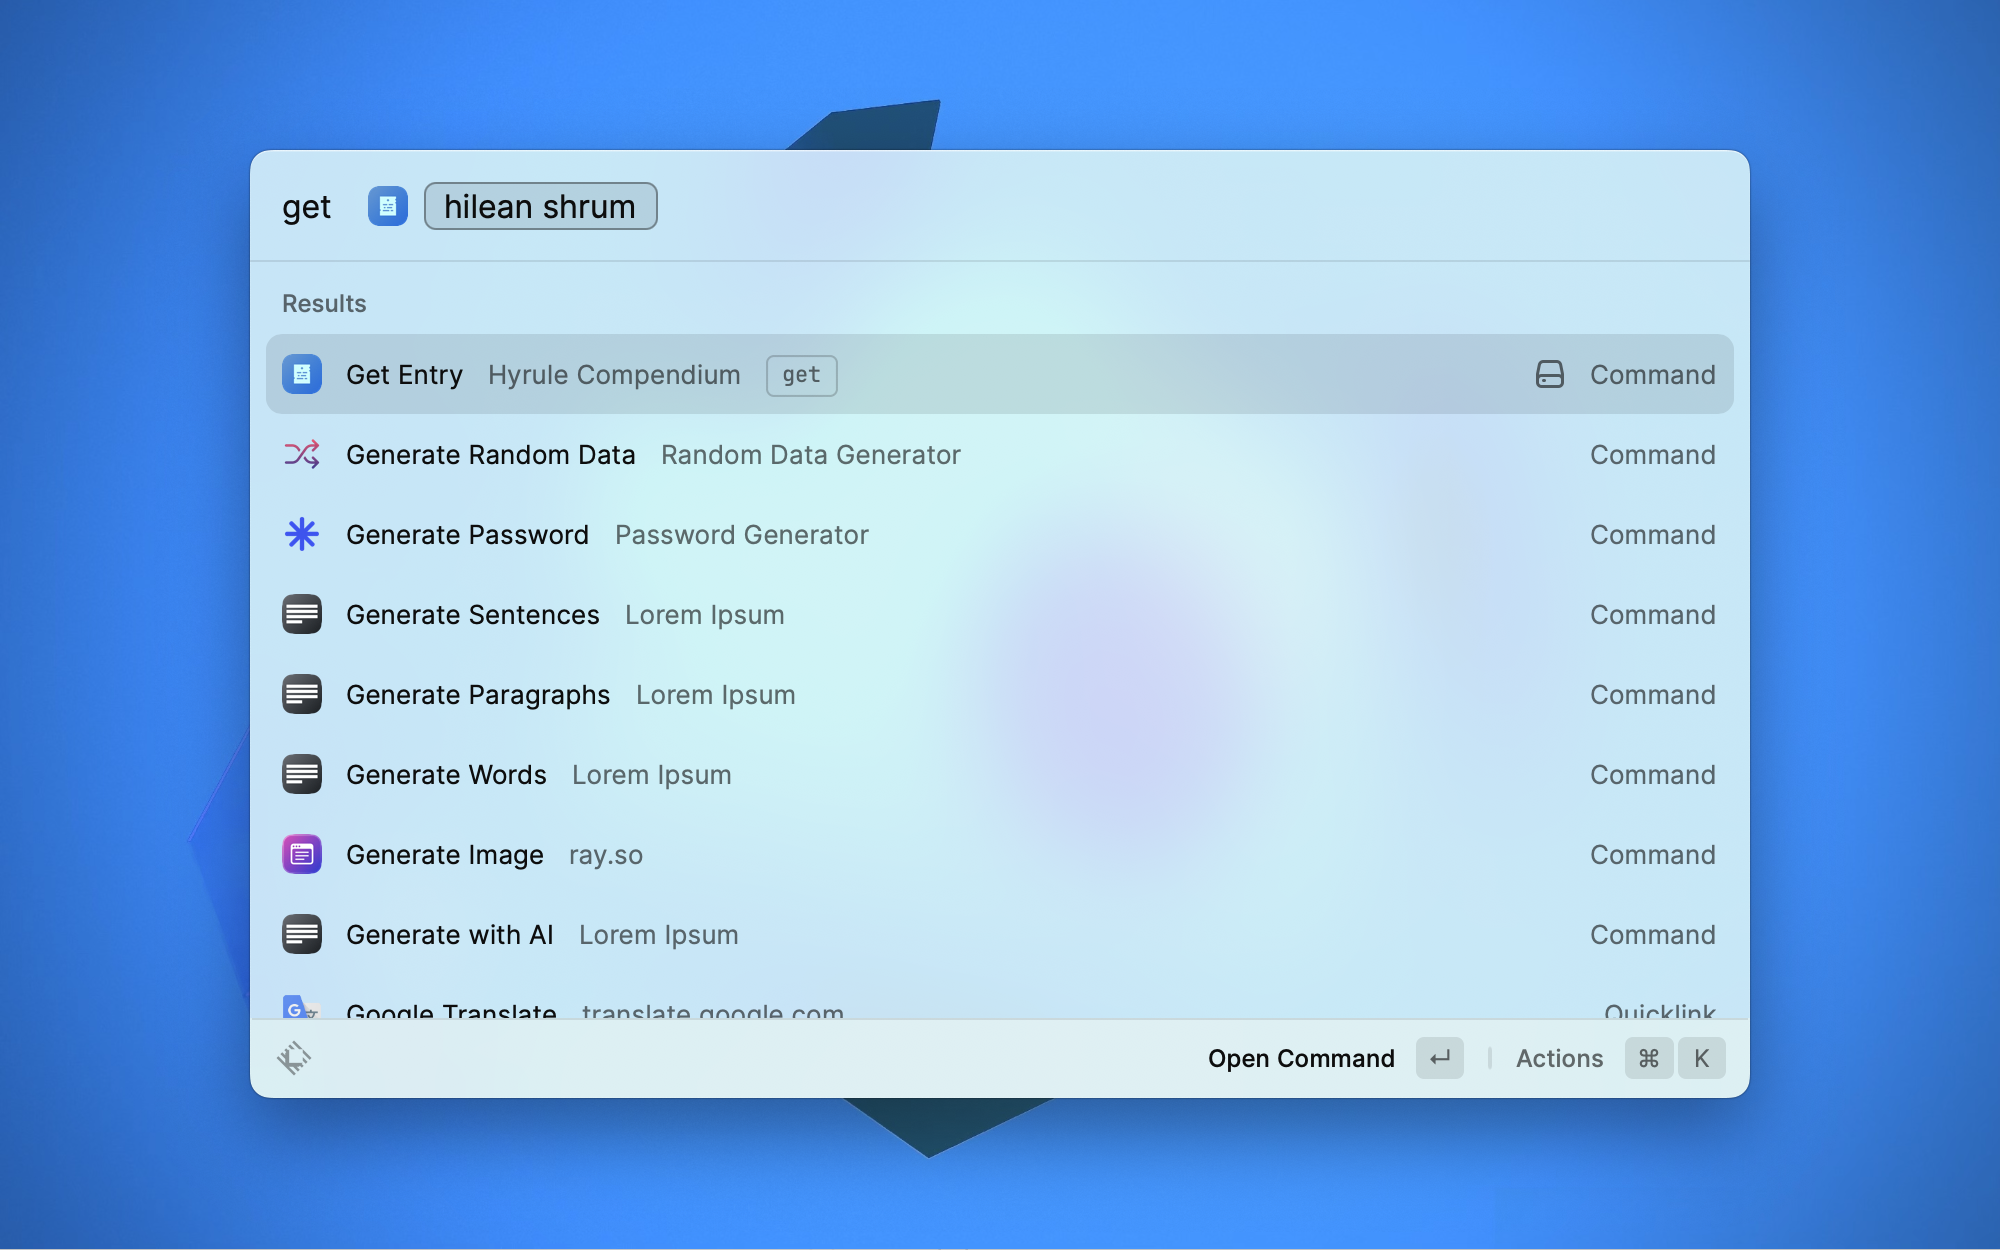 get hilean shrum
Results
Get Entry Hyrule Compendium get Command
Generate Random Data Random Data Generator Command
Generate Password Password Generator Command
Generate Sentences Lorem Ipsum Command
Generate Paragraphs Lorem Ipsum Command
Generate Words Lorem Ipsum Command
Generate Image ray.so Command
Generate with AI Lorem Ipsum Command
G Google Translate translate.google.com Quicklink
Open Command ↵ Actions ⌘ K